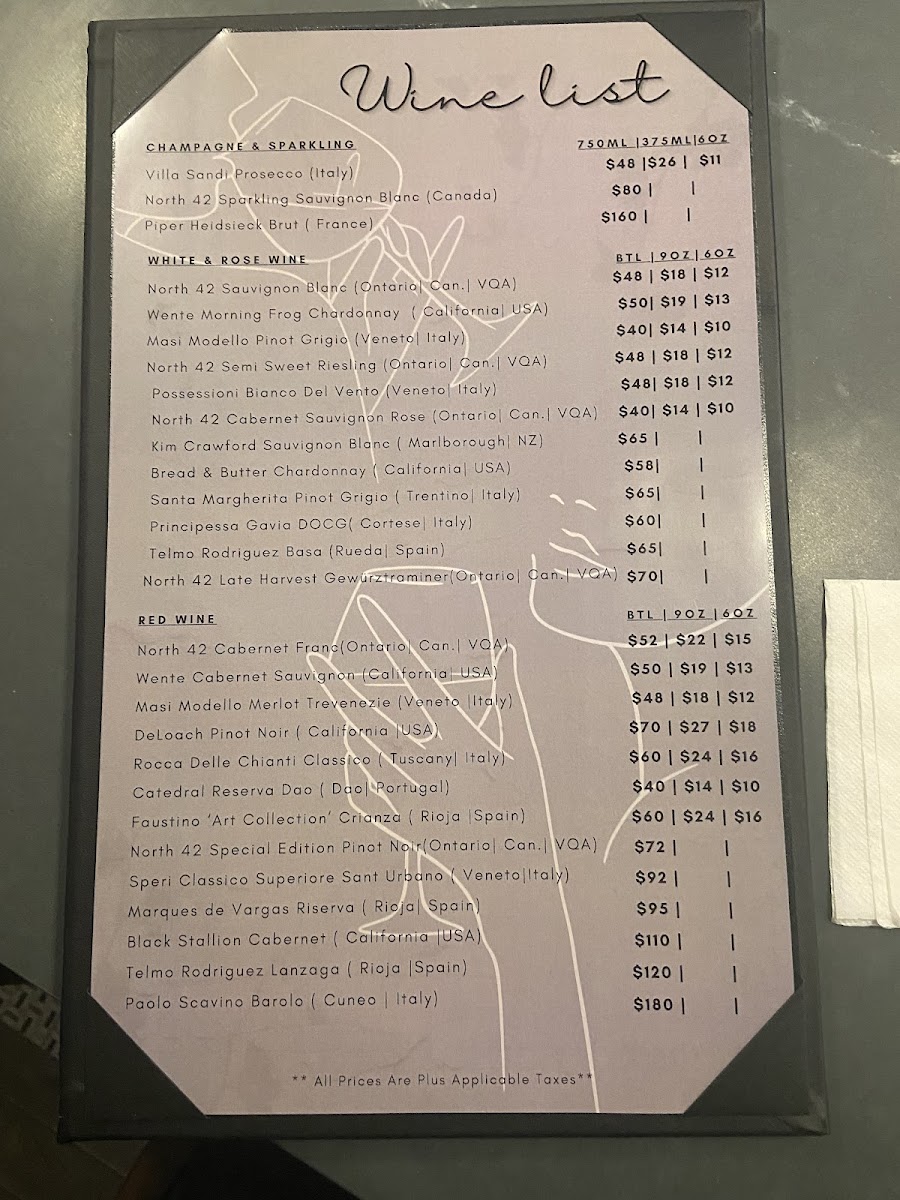 Wine list
CHAMPAGNE & SPARKLING 750ML |375ML|6OZ
Villa Sandi Prosecco (Italy) $48 |$26 | $11
North 42 Sparkling Sauvignon Blanc (Canada) $80 | |
Piper Heidsieck Brut ( France) $160 | |
WHITE & ROSE WINE BTL | 9OZ | 6OZ
North 42 Sauvignon Blanc (Ontario| Can.| VQA) $48 | $18 | $12
Wente Morning Frog Chardonnay ( California| USA) $50| $19 | $13
Masi Modello Pinot Grigio (Veneto| Italy) $40| $14 | $10
North 42 Semi Sweet Riesling (Ontario| Can.| VQA) $48 | $18 | $12
Possessioni Bianco Del Vento (Veneto| Italy) $48| $18 | $12
North 42 Cabernet Sauvignon Rose (Ontario| Can.| VQA) $40| $14 | $10
Kim Crawford Sauvignon Blanc ( Marlborough| NZ) $65 | |
Bread & Butter Chardonnay ( California| USA) $58| |
Santa Margherita Pinot Grigio ( Trentino| Italy) $65| |
Principessa Gavia DOCG( Cortese| Italy) $60| |
Telmo Rodriguez Basa (Rueda| Spain) $65| |
North 42 Late Harvest Gewürztraminer(Ontario| Can.| VQA) $70| |
RED WINE BTL | 9OZ | 6OZ
North 42 Cabernet Franc(Ontario| Can.| VQA) $52 | $22 | $15
Wente Cabernet Sauvignon (California| USA) $50 | $19 | $13
Masi Modello Merlot Trevenezie (Veneto |Italy) $48 | $18 | $12
DeLoach Pinot Noir ( California |USA) $70 | $27 | $18
Rocca Delle Chianti Classico ( Tuscany| Italy) $60 | $24 | $16
Catedral Reserva Dao ( Dao| Portugal) $40 | $14 | $10
Faustino ‘Art Collection’ Crianza ( Rioja |Spain) $60 | $24 | $16
North 42 Special Edition Pinot Noir(Ontario| Can.| VQA) $72 | |
Speri Classico Superiore Sant Urbano ( Veneto|Italy) $92 | |
Marques de Vargas Riserva ( Rioja| Spain) $95 | |
Black Stallion Cabernet ( California |USA) $110 | |
Telmo Rodriguez Lanzaga ( Rioja |Spain) $120 | |
Paolo Scavino Barolo ( Cuneo | Italy) $180 | |
** All Prices Are Plus Applicable Taxes**